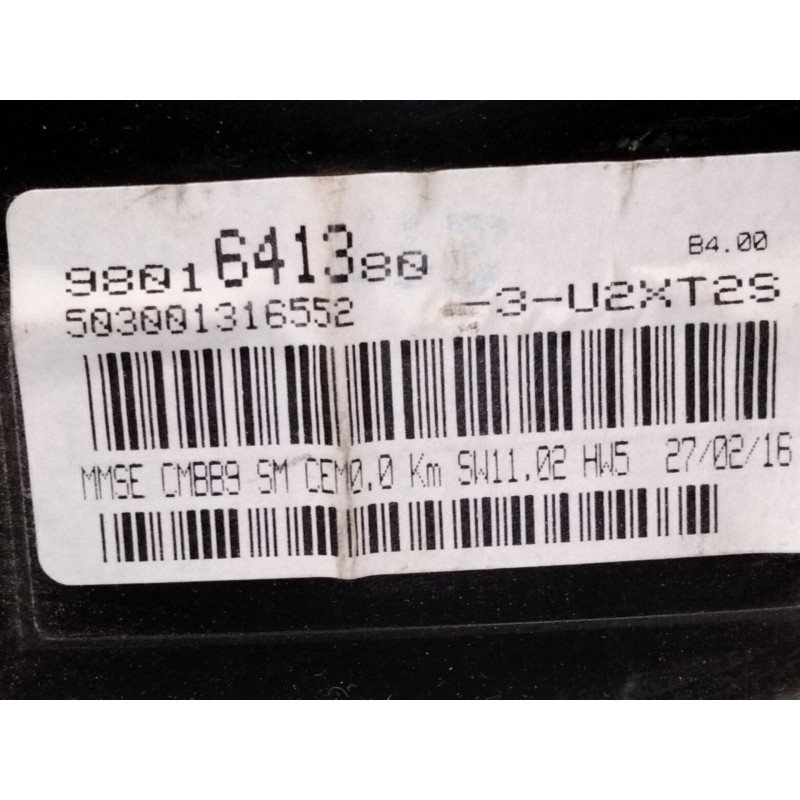 9801641380 B4.00
503001316552 -3-U2XT2S
MMSE CMBB9 SM CEM0.0 Km SW11.02 HW5 27/02/16